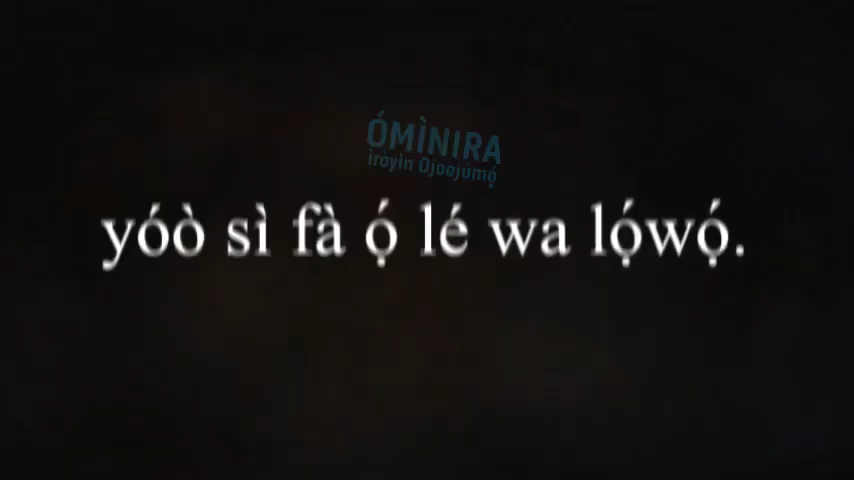 ÓMÌNIRA
ìròyìn Ojoojúmọ́
yóò sì fà ọ́ lé wa lọ́wọ́.